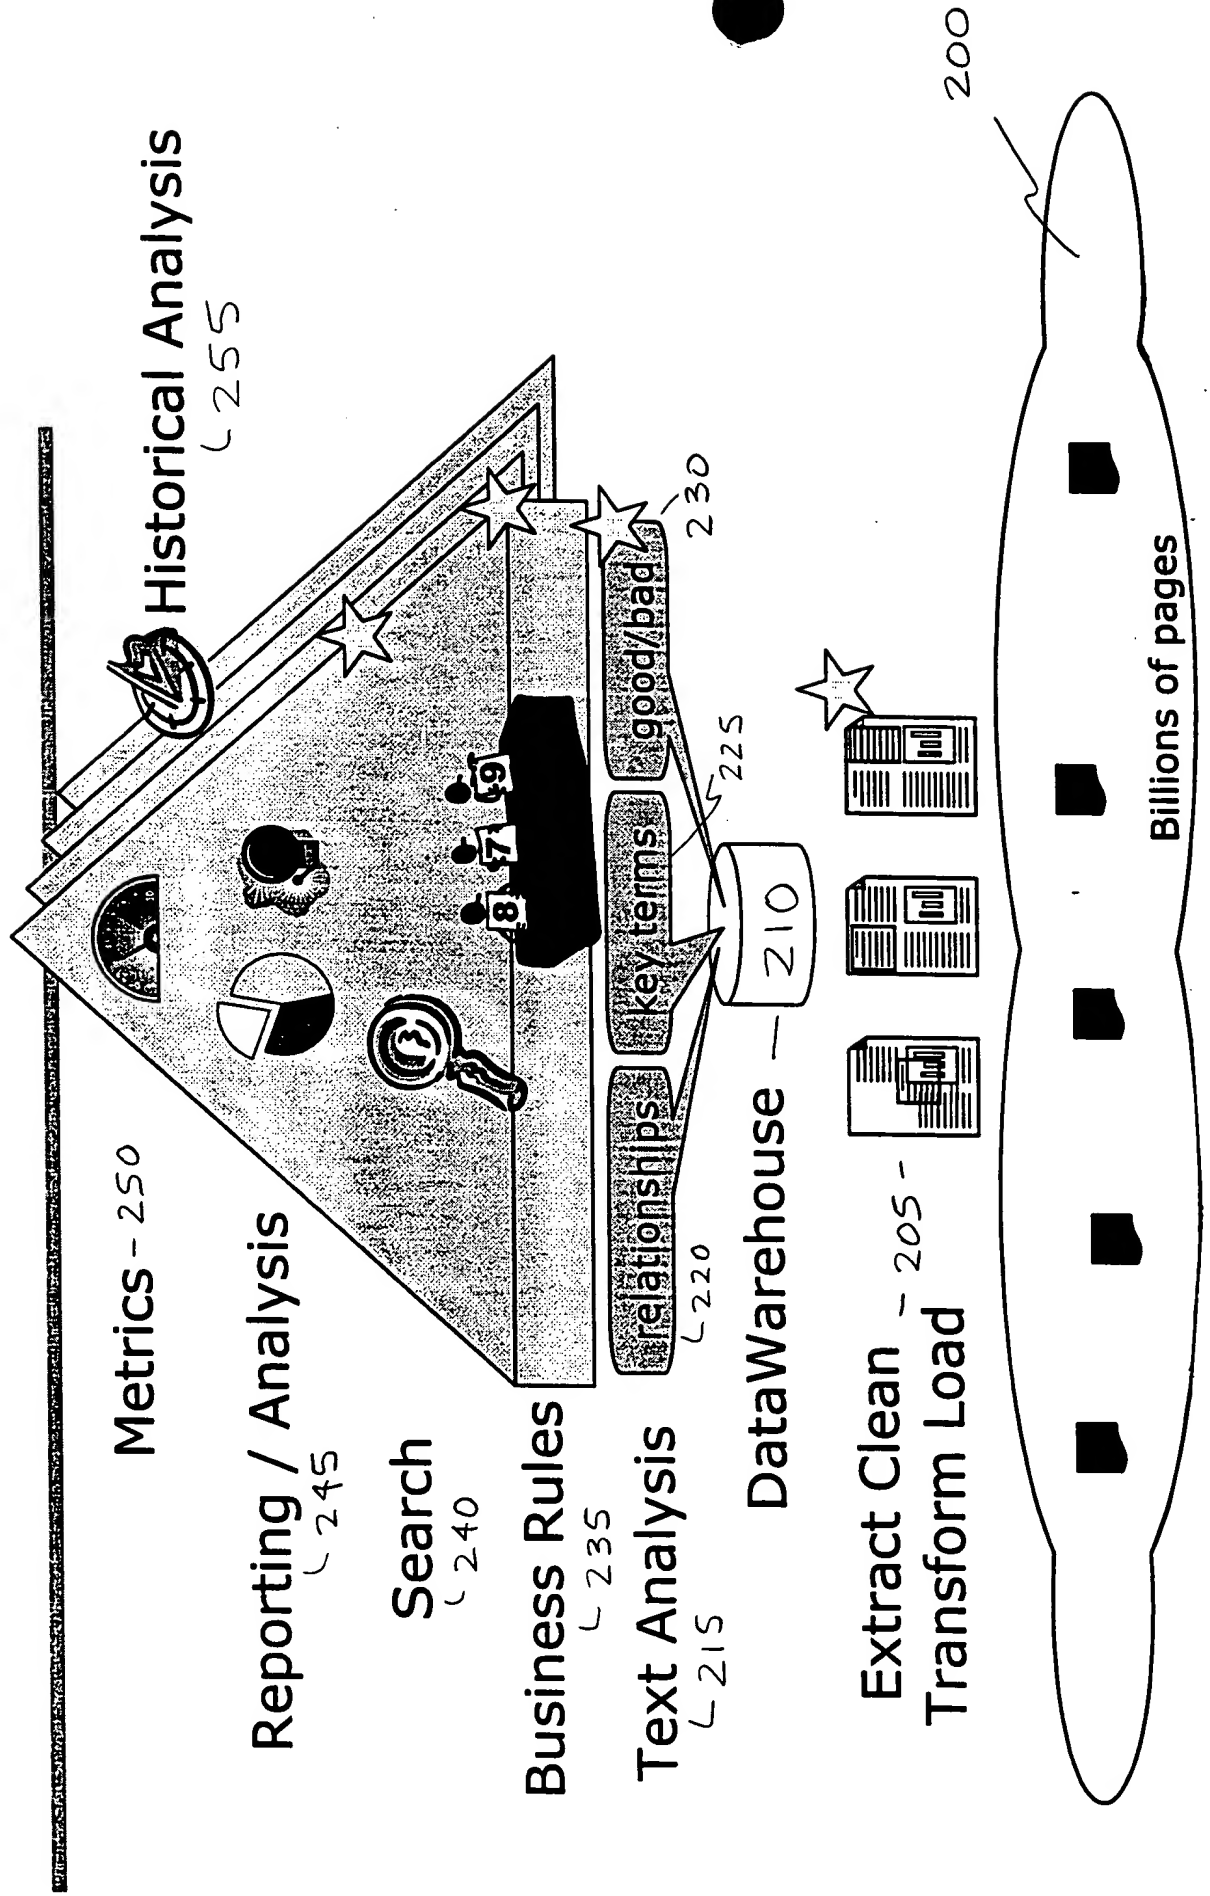 Historical Analysis
255
Metrics - 250
Reporting / Analysis
245
Search
240
8 7 9
Business Rules
235
Text Analysis
215
relationships
220
key terms
225
good/bad
230
DataWarehouse - 210
Extract Clean - 205 -
Transform Load
200
Billions of pages